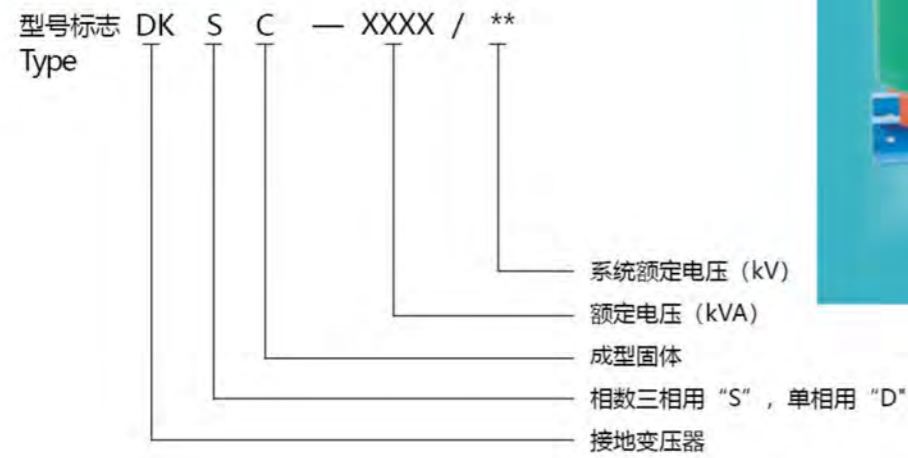 型号标志 DK S C — XXXX / **
Type
系统额定电压（kV）
额定电压（kVA）
成型固体
相数三相用“S”，单相用“D"
接地变压器